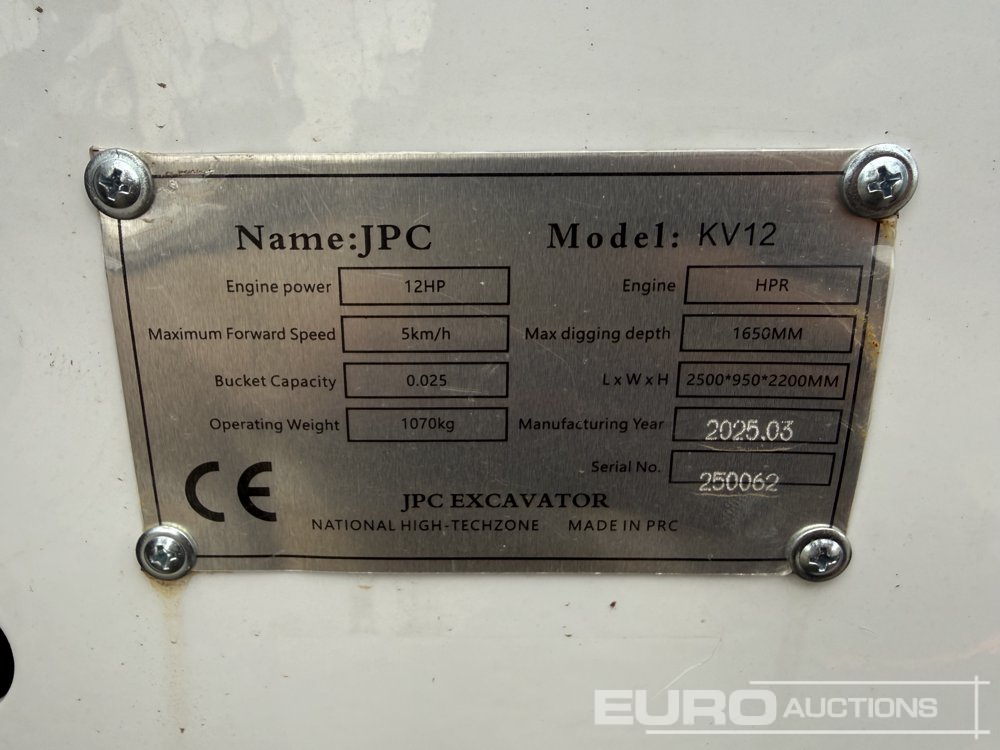 Name:JPC Model: KV12
Engine power 12HP Engine HPR
Maximum Forward Speed 5km/h Max digging depth 1650MM
Bucket Capacity 0.025 L x W x H 2500*950*2200MM
Operating Weight 1070kg Manufacturing Year 2025.03
Serial No. 250062
CE JPC EXCAVATOR
NATIONAL HIGH-TECHZONE MADE IN PRC
EURO AUCTIONS